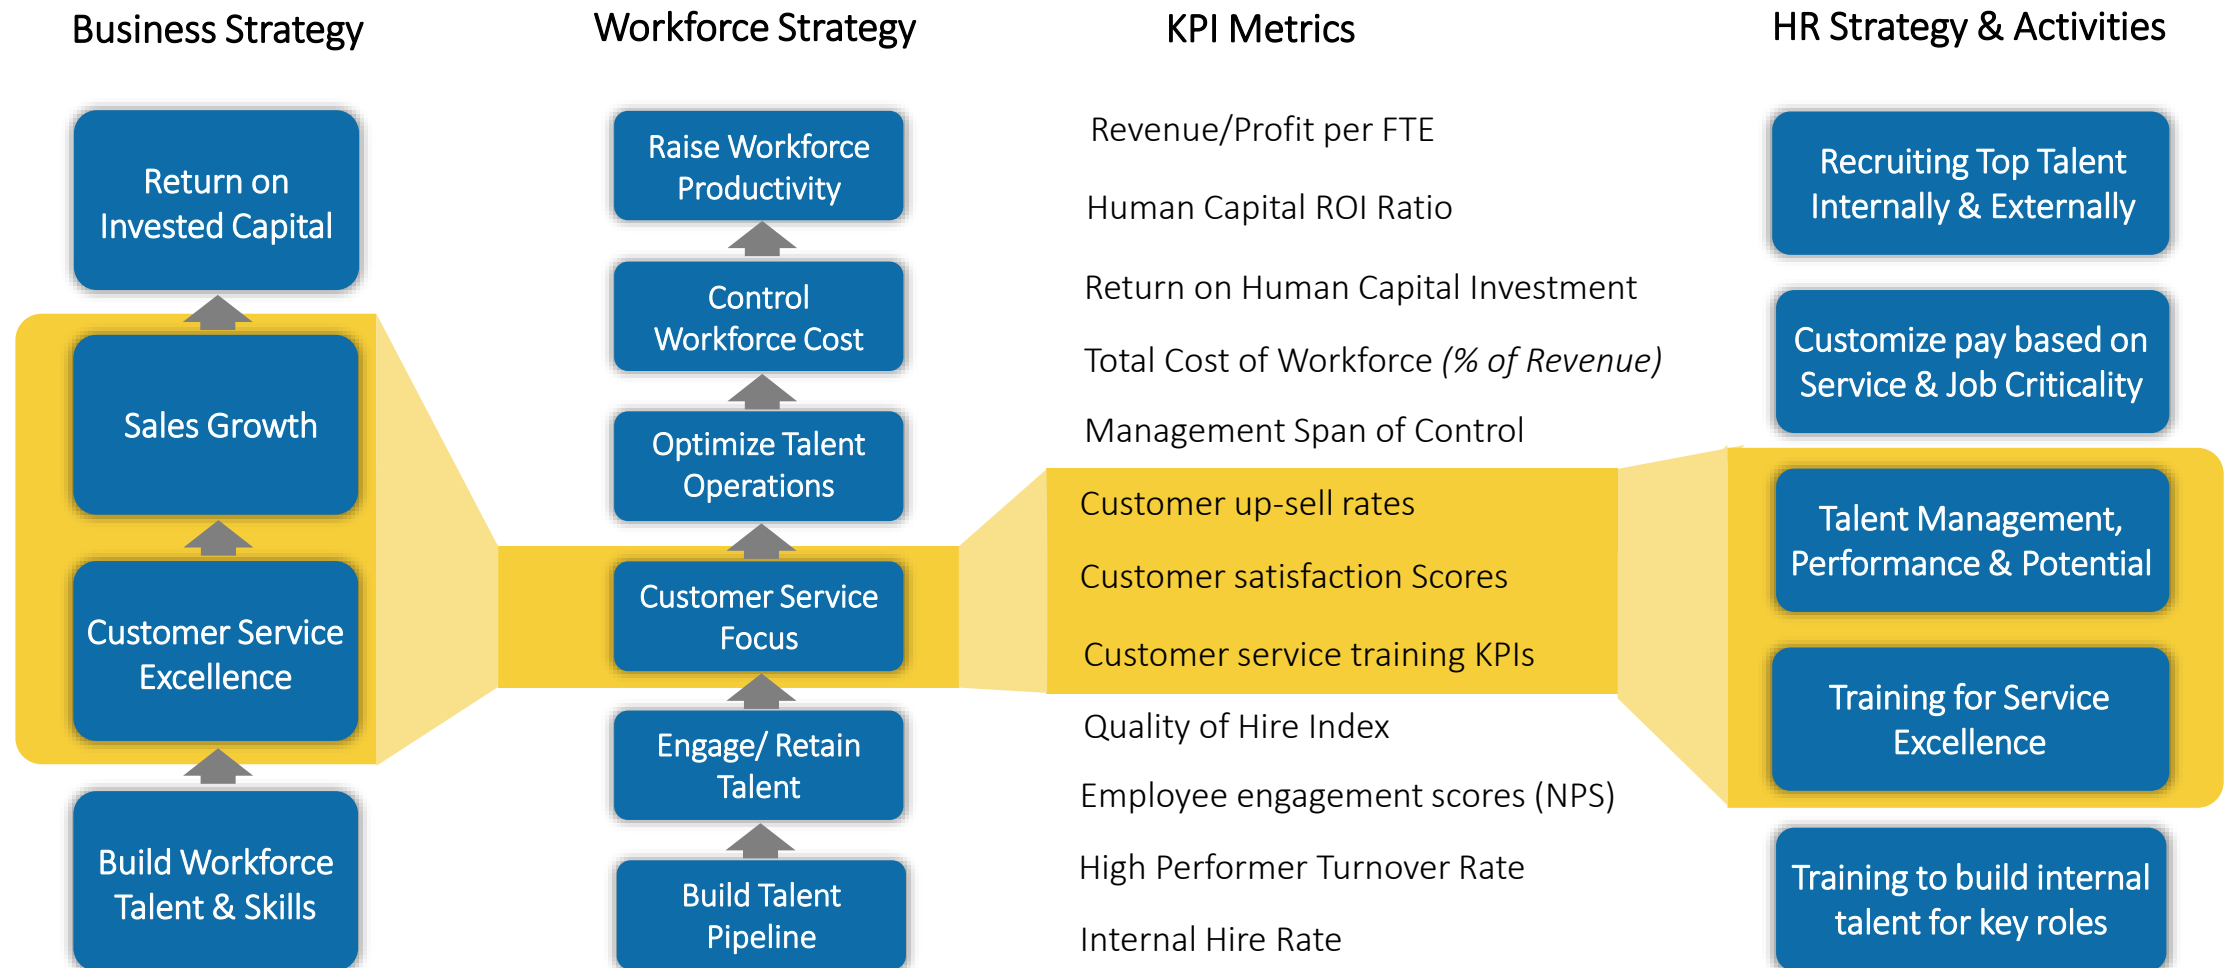 Business Strategy
Return on
Invested Capital
Sales Growth
Customer Service
Excellence
Build Workforce
Talent & Skills
Workforce Strategy
Raise Workforce
Productivity
Control
Workforce Cost
Optimize Talent
Operations
Customer Service
Focus
Engage/ Retain
Talent
Build Talent
Pipeline
KPI Metrics
Revenue/Profit per FTE
Human Capital ROI Ratio
Return on Human Capital Investment
Total Cost of Workforce (% of Revenue)
Management Span of Control
Customer up-sell rates
Customer satisfaction Scores
Customer service training KPIs
Quality of Hire Index
Employee engagement scores (NPS)
High Performer Turnover Rate
Internal Hire Rate
HR Strategy & Activities
Recruiting Top Talent
Internally & Externally
Customize pay based on
Service & Job Criticality
Talent Management,
Performance & Potential
Training for Service
Excellence
Training to build internal
talent for key roles